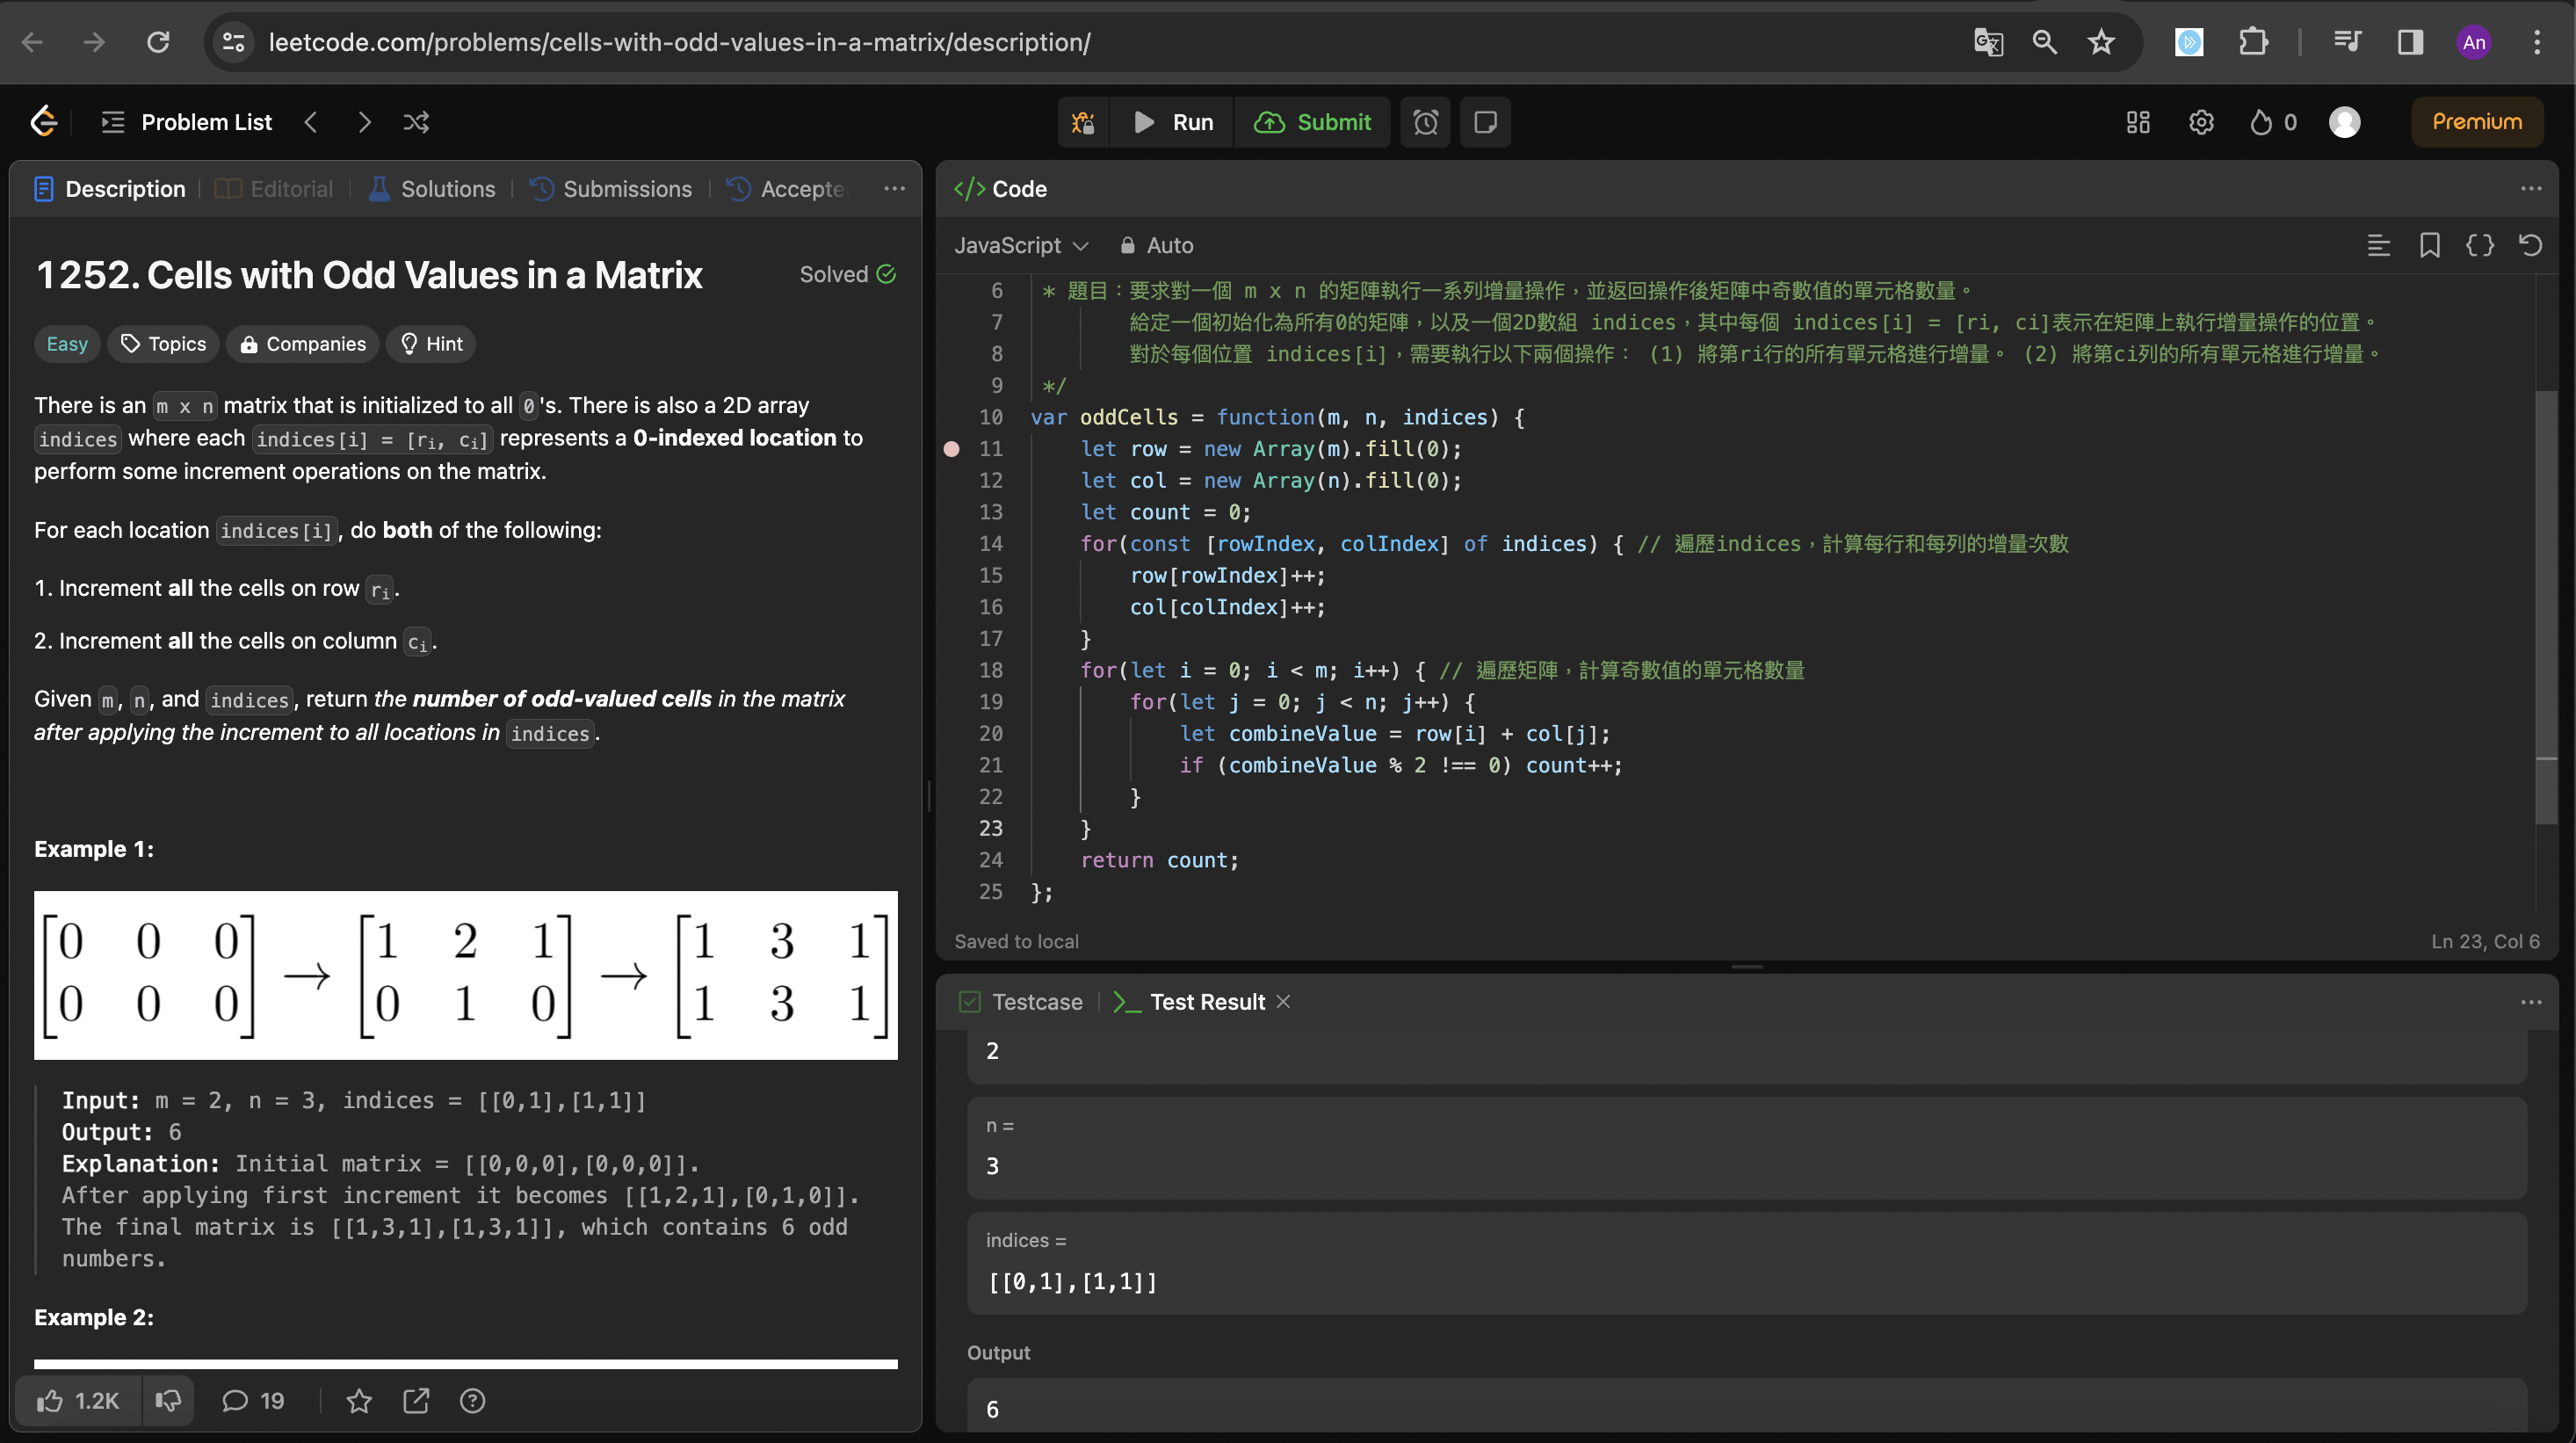 leetcode.com/problems/cells-with-odd-values-in-a-matrix/description/
An
Problem List
Run
Submit
0
Premium
Description
Editorial
Solutions
Submissions
Accepte
1252. Cells with Odd Values in a Matrix
Solved
Easy
Topics
Companies
Hint
There is an m x n matrix that is initialized to all 0's. There is also a 2D array
indices where each indices[i] = [ri, ci] represents a 0-indexed location to
perform some increment operations on the matrix.
For each location indices[i], do both of the following:
1. Increment all the cells on row ri.
2. Increment all the cells on column ci.
Given m, n, and indices, return the number of odd-valued cells in the matrix
after applying the increment to all locations in indices.
Example 1:
[0 0 0] [1 2 1] [1 3 1]
→ →
[0 0 0] [0 1 0] [1 3 1]
Input: m = 2, n = 3, indices = [[0,1],[1,1]]
Output: 6
Explanation: Initial matrix = [[0,0,0],[0,0,0]].
After applying first increment it becomes [[1,2,1],[0,1,0]].
The final matrix is [[1,3,1],[1,3,1]], which contains 6 odd
numbers.
Example 2:
1.2K
19
</> Code
JavaScript
Auto
6 * 題目：要求對一個 m x n 的矩陣執行一系列增量操作，並返回操作後矩陣中奇數值的單元格數量。
7 給定一個初始化為所有0的矩陣，以及一個2D數組 indices，其中每個 indices[i] = [ri, ci]表示在矩陣上執行增量操作的位置。
8 對於每個位置 indices[i]，需要執行以下兩個操作： (1) 將第ri行的所有單元格進行增量。 (2) 將第ci列的所有單元格進行增量。
9 */
10 var oddCells = function(m, n, indices) {
11 let row = new Array(m).fill(0);
12 let col = new Array(n).fill(0);
13 let count = 0;
14 for(const [rowIndex, colIndex] of indices) { // 遍歷indices，計算每行和每列的增量次數
15 row[rowIndex]++;
16 col[colIndex]++;
17 }
18 for(let i = 0; i < m; i++) { // 遍歷矩陣，計算奇數值的單元格數量
19 for(let j = 0; j < n; j++) {
20 let combineValue = row[i] + col[j];
21 if (combineValue % 2 !== 0) count++;
22 }
23 }
24 return count;
25 };
Saved to local
Ln 23, Col 6
Testcase
>_ Test Result
2
n =
3
indices =
[[0,1],[1,1]]
Output
6